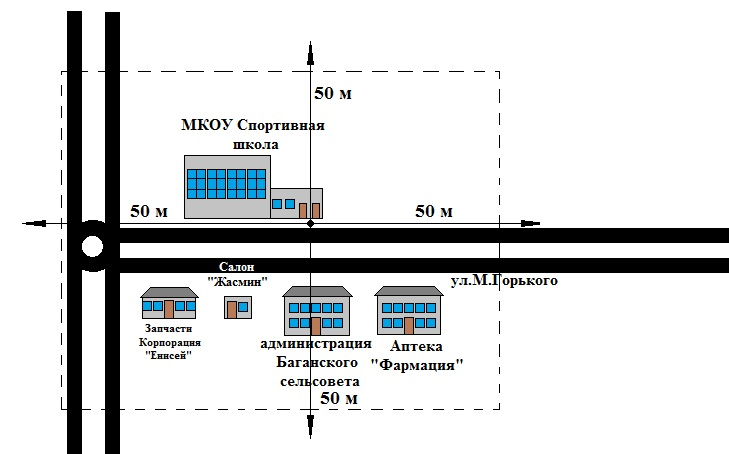 50 м
МКОУ Спортивная
школа
50 м
50 м
Салон
"Жасмин"
ул.М.Горького
Запчасти
Корпорация
"Енисей"
администрация
Баганского
сельсовета
Аптека
"Фармация"
50 м